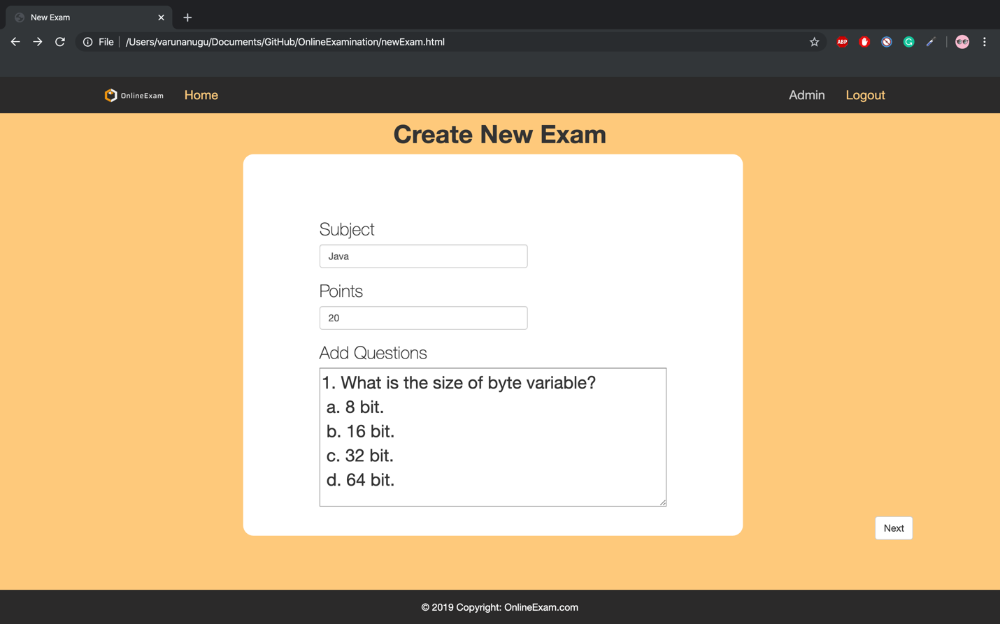 New Exam
File /Users/varunanugu/Documents/GitHub/OnlineExamination/newExam.html
ABP
OnlineExam Home Admin Logout
Create New Exam
Subject
Java
Points
20
Add Questions
1. What is the size of byte variable?
a. 8 bit.
b. 16 bit.
c. 32 bit.
d. 64 bit.
Next
© 2019 Copyright: OnlineExam.com